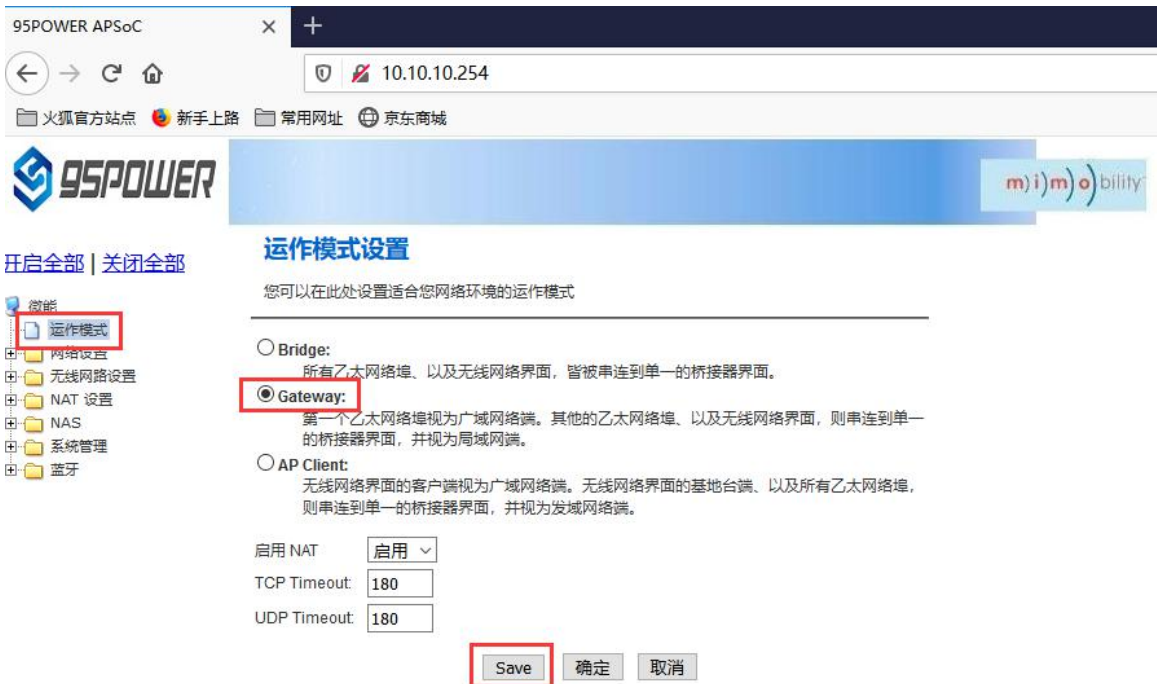 95POWER APSoC
10.10.10.254
火狐官方站点 新手上路 常用网址 京东商城
95POWER
m)i)m)o)bility
开启全部 | 关闭全部
微能
运作模式
网络设置
无线网路设置
NAT 设置
NAS
系統管理
蓝牙
运作模式设置
您可以在此处设置适合您网络环境的运作模式
Bridge:
所有乙太网络埠、以及无线网络界面，皆被串连到单一的桥接器界面。
Gateway:
第一个乙太网络埠视为广域网络端。其他的乙太网络埠、以及无线网络界面，则串连到单一
的桥接器界面，并视为局域网端。
AP Client:
无线网络界面的客户端视为广域网络端。无线网络界面的基地台端、以及所有乙太网络埠，
则串连到单一的桥接器界面，并视为发域网络端。
启用 NAT 启用
TCP Timeout: 180
UDP Timeout: 180
Save 确定 取消